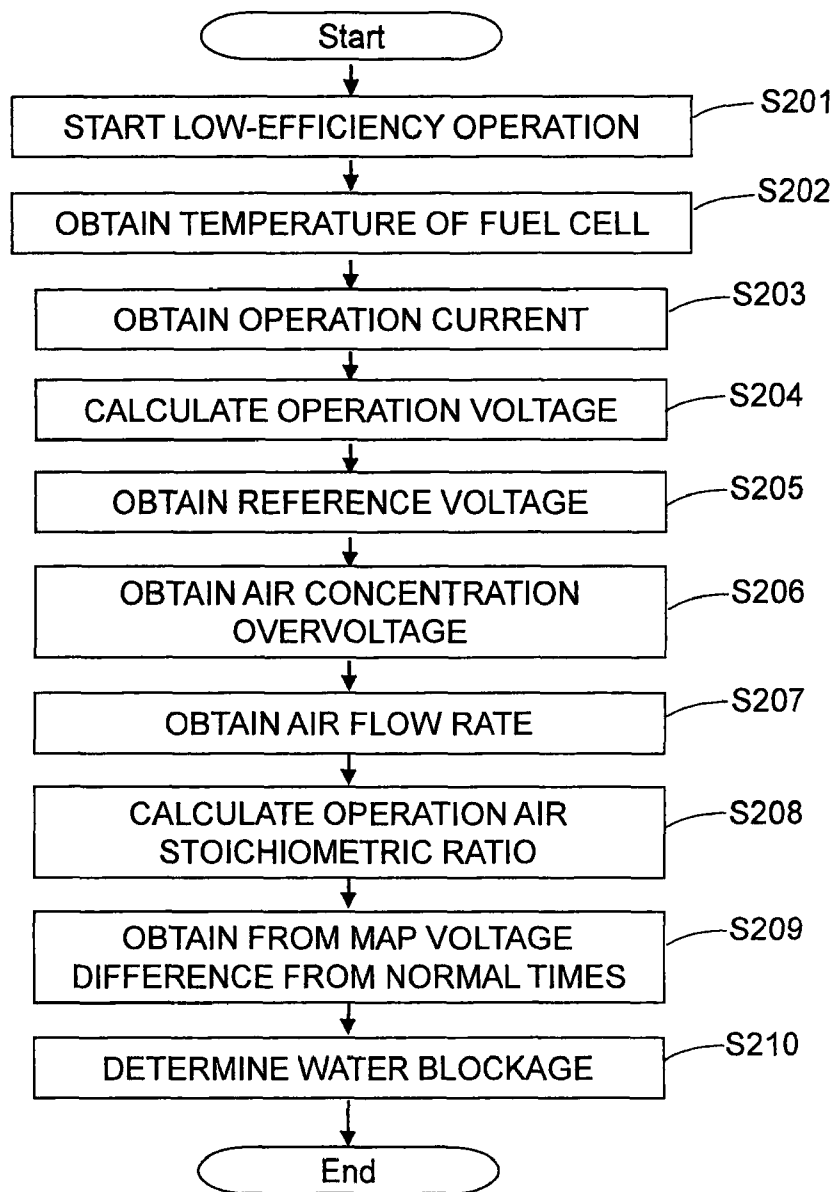 Start
START LOW-EFFICIENCY OPERATION
S201
OBTAIN TEMPERATURE OF FUEL CELL
S202
OBTAIN OPERATION CURRENT
S203
CALCULATE OPERATION VOLTAGE
S204
OBTAIN REFERENCE VOLTAGE
S205
OBTAIN AIR CONCENTRATION
OVERVOLTAGE
S206
OBTAIN AIR FLOW RATE
S207
CALCULATE OPERATION AIR
STOICHIOMETRIC RATIO
S208
OBTAIN FROM MAP VOLTAGE
DIFFERENCE FROM NORMAL TIMES
S209
DETERMINE WATER BLOCKAGE
S210
End